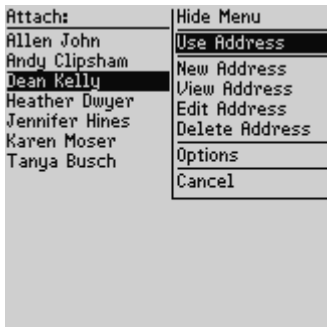 Attach:
Allen John
Andy Clipsham
Dean Kelly
Heather Dwyer
Jennifer Hines
Karen Moser
Tanya Busch
Hide Menu
Use Address
New Address
View Address
Edit Address
Delete Address
Options
Cancel